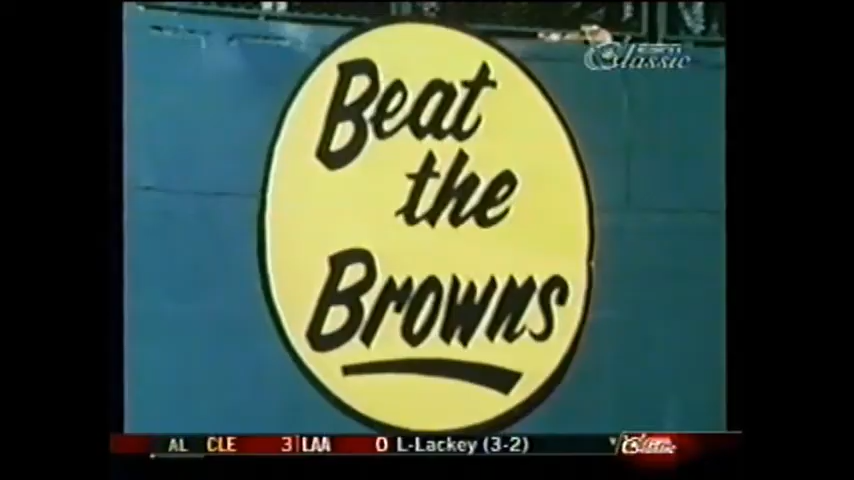 Classic
Beat
the
Browns
AL CLE 3 LAA 0 L-Lackey (3-2) Classic